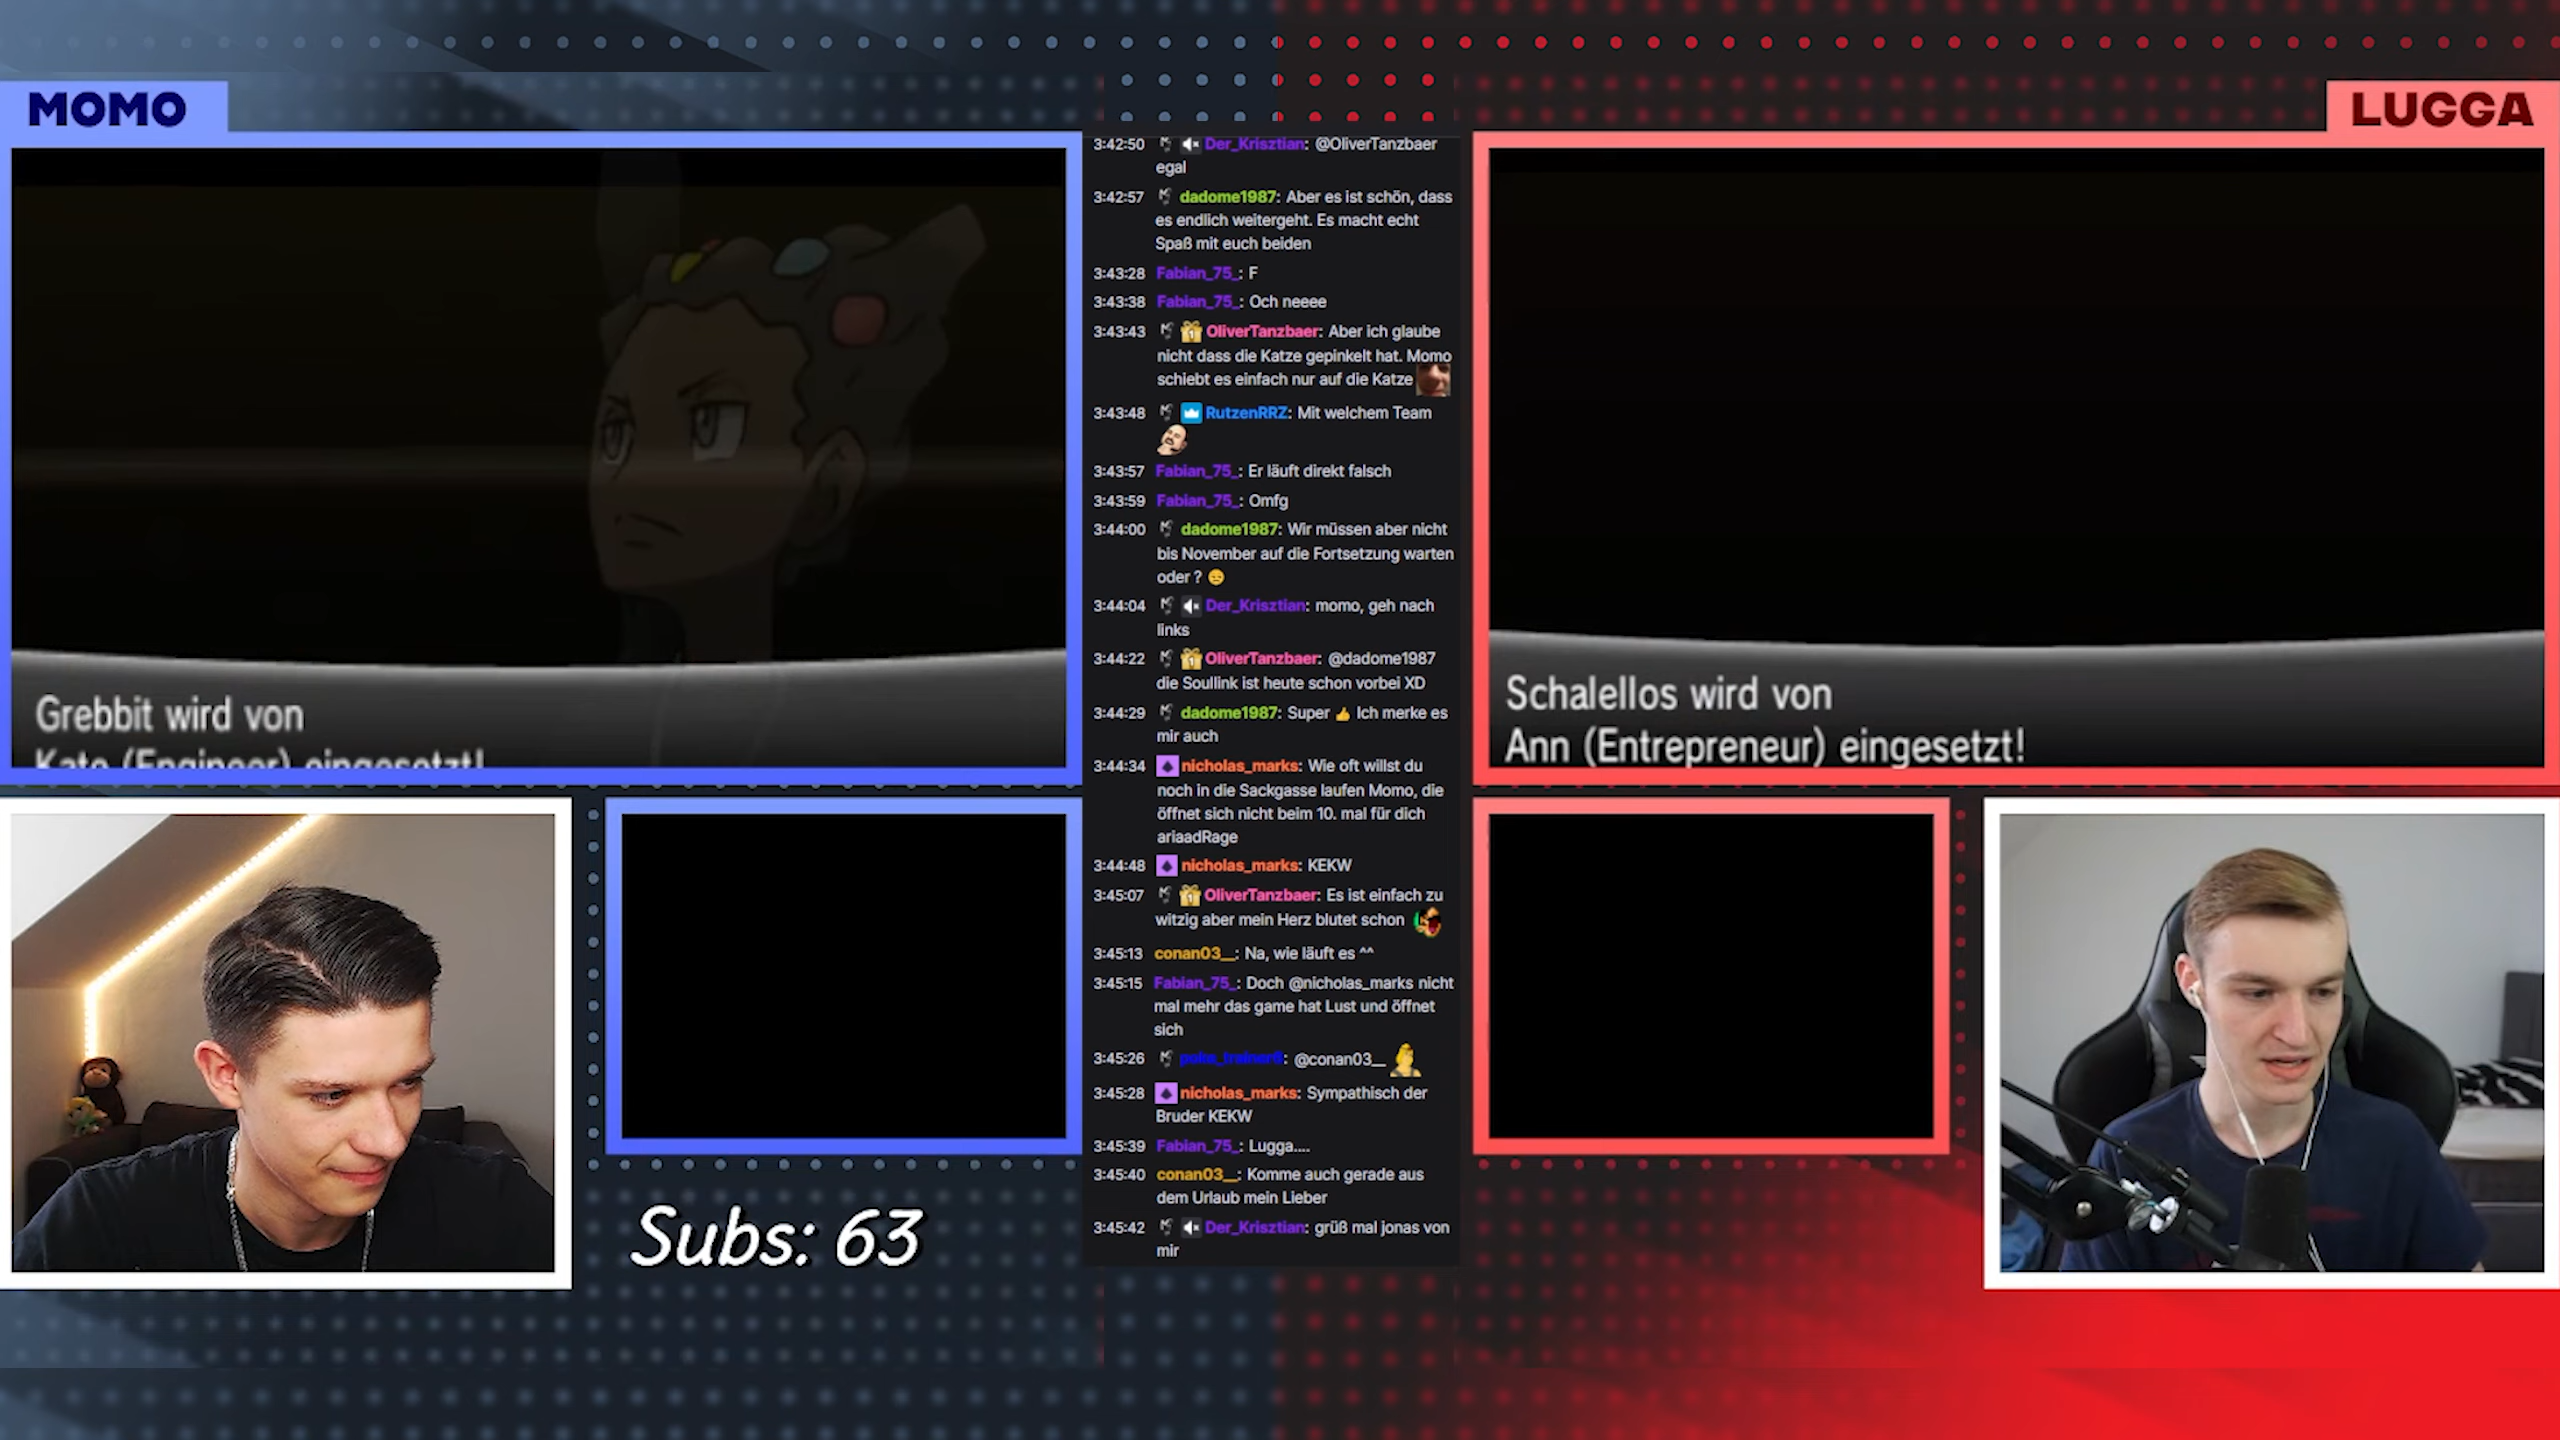 MOMO
LUGGA
3:42:50 Der_Krisztian: @OliverTanzbaer
egal
3:42:57 dadome1987: Aber es ist schön, dass
es endlich weitergeht. Es macht echt
Spaß mit euch beiden
3:43:28 Fabian_75_: F
3:43:38 Fabian_75_: Och neeee
3:43:43 OliverTanzbaer: Aber ich glaube
nicht dass die Katze gepinkelt hat. Momo
schiebt es einfach nur auf die Katze
3:43:48 RutzenRRZ: Mit welchem Team
3:43:57 Fabian_75_: Er läuft direkt falsch
3:43:59 Fabian_75_: Omfg
3:44:00 dadome1987: Wir müssen aber nicht
bis November auf die Fortsetzung warten
oder ?
3:44:04 Der_Krisztian: momo, geh nach
links
3:44:22 OliverTanzbaer: @dadome1987
die Soullink ist heute schon vorbei XD
3:44:29 dadome1987: Super Ich merke es
mir auch
3:44:34 nicholas_marks: Wie oft willst du
noch in die Sackgasse laufen Momo, die
öffnet sich nicht beim 10. mal für dich
ariaadRage
3:44:48 nicholas_marks: KEKW
3:45:07 OliverTanzbaer: Es ist einfach zu
witzig aber mein Herz blutet schon
3:45:13 conan03__: Na, wie läuft es ^^
3:45:15 Fabian_75_: Doch @nicholas_marks nicht
mal mehr das game hat Lust und öffnet
sich
3:45:26 @conan03__
3:45:28 nicholas_marks: Sympathisch der
Bruder KEKW
3:45:39 Fabian_75_: Lugga....
3:45:40 conan03__: Komme auch gerade aus
dem Urlaub mein Lieber
3:45:42 Der_Krisztian: grüß mal jonas von
mir
Grebbit wird von
Kate (Engineer) eingesetzt!
Schalellos wird von
Ann (Entrepreneur) eingesetzt!
Subs: 63